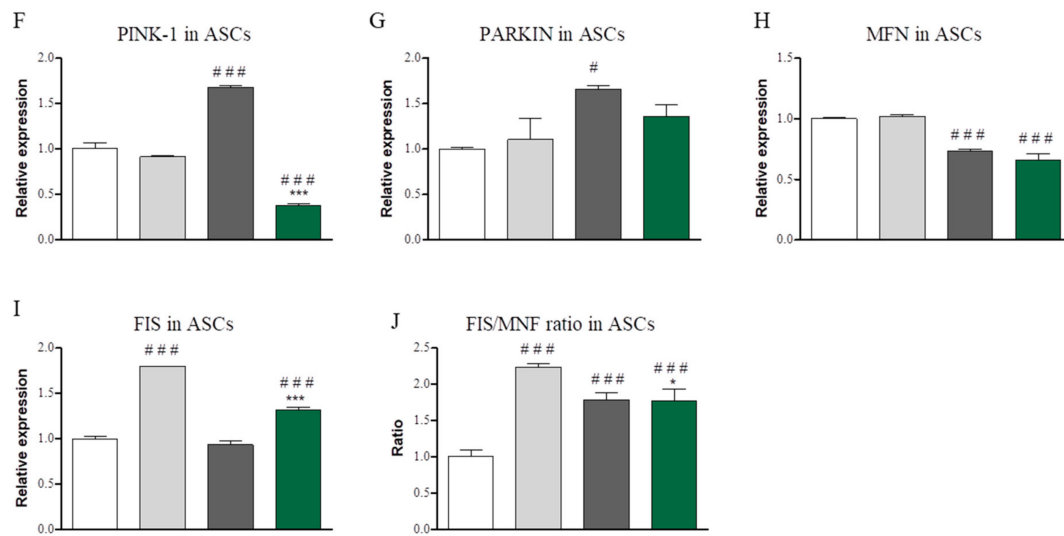 F
PINK-1 in ASCs
Relative expression
2.0
1.5
1.0
0.5
0.0
# # #
# # #
***
G
PARKIN in ASCs
Relative expression
2.0
1.5
1.0
0.5
0.0
#
H
MFN in ASCs
Relative expression
1.5
1.0
0.5
0.0
# # #
# # #
I
FIS in ASCs
Relative expression
2.0
1.5
1.0
0.5
0.0
# # #
# # #
***
J
FIS/MNF ratio in ASCs
Ratio
2.5
2.0
1.5
1.0
0.5
0.0
# # #
# # #
# # #
*